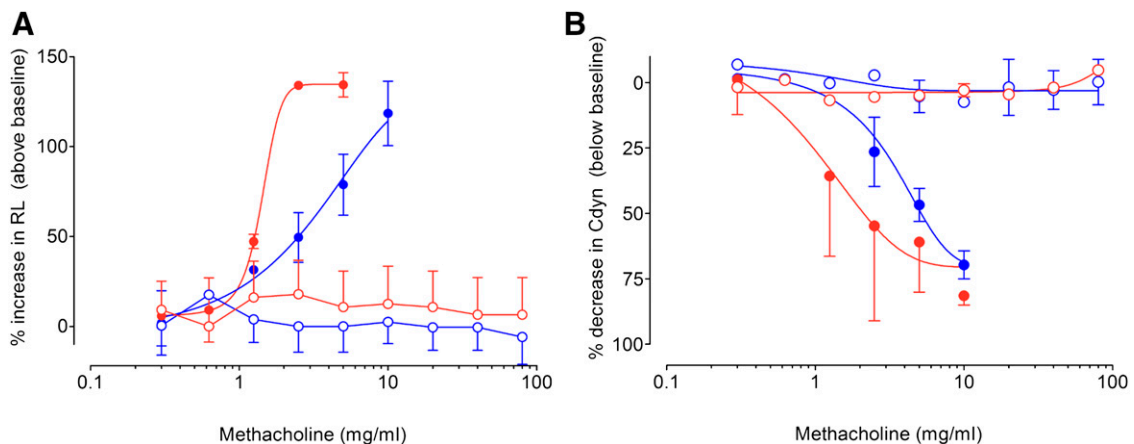 A
B
% increase in RL (above baseline)
150
100
50
0
0.1
1
10
100
Methacholine (mg/ml)
% decrease in Cdyn (below baseline)
0
25
50
75
100
0.1
1
10
100
Methacholine (mg/ml)